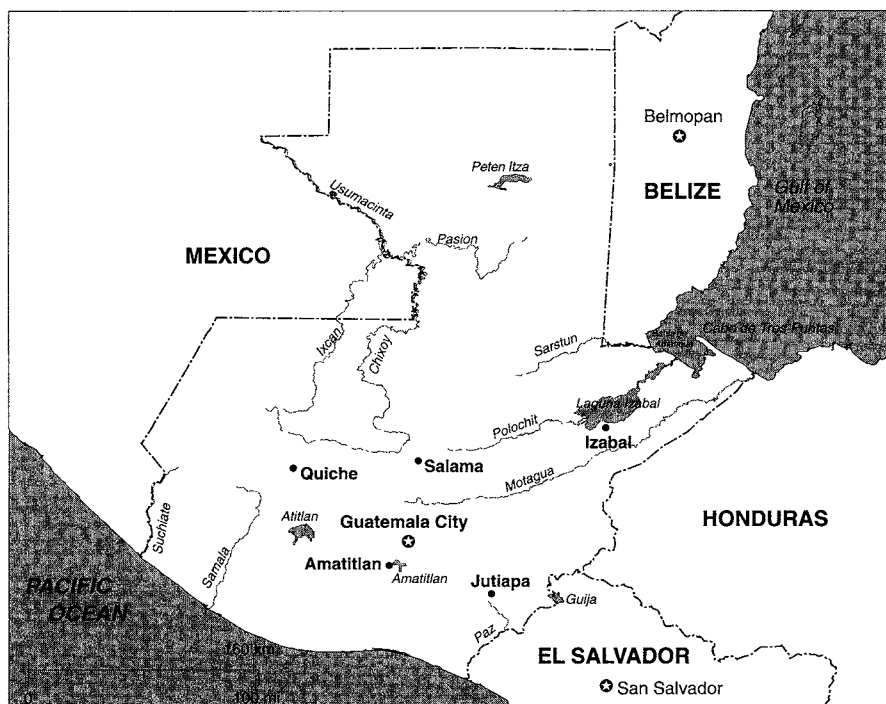 Belmopan
Peten Itza
Usumacinta
BELIZE
Gulf of
Mexico
Pasion
MEXICO
Ixcan
Chixoy
Sarstun
Cabo de Tres Puntas
Laguna Izabal
Polochit
Izabal
Salama
Quiche
Motagua
Atitlan
Guatemala City
HONDURAS
Suchiate
Samala
Amatitlan
Amatitlan
Jutiapa
PACIFIC
OCEAN
Guija
Paz
160 km
EL SALVADOR
0
100 mi
San Salvador